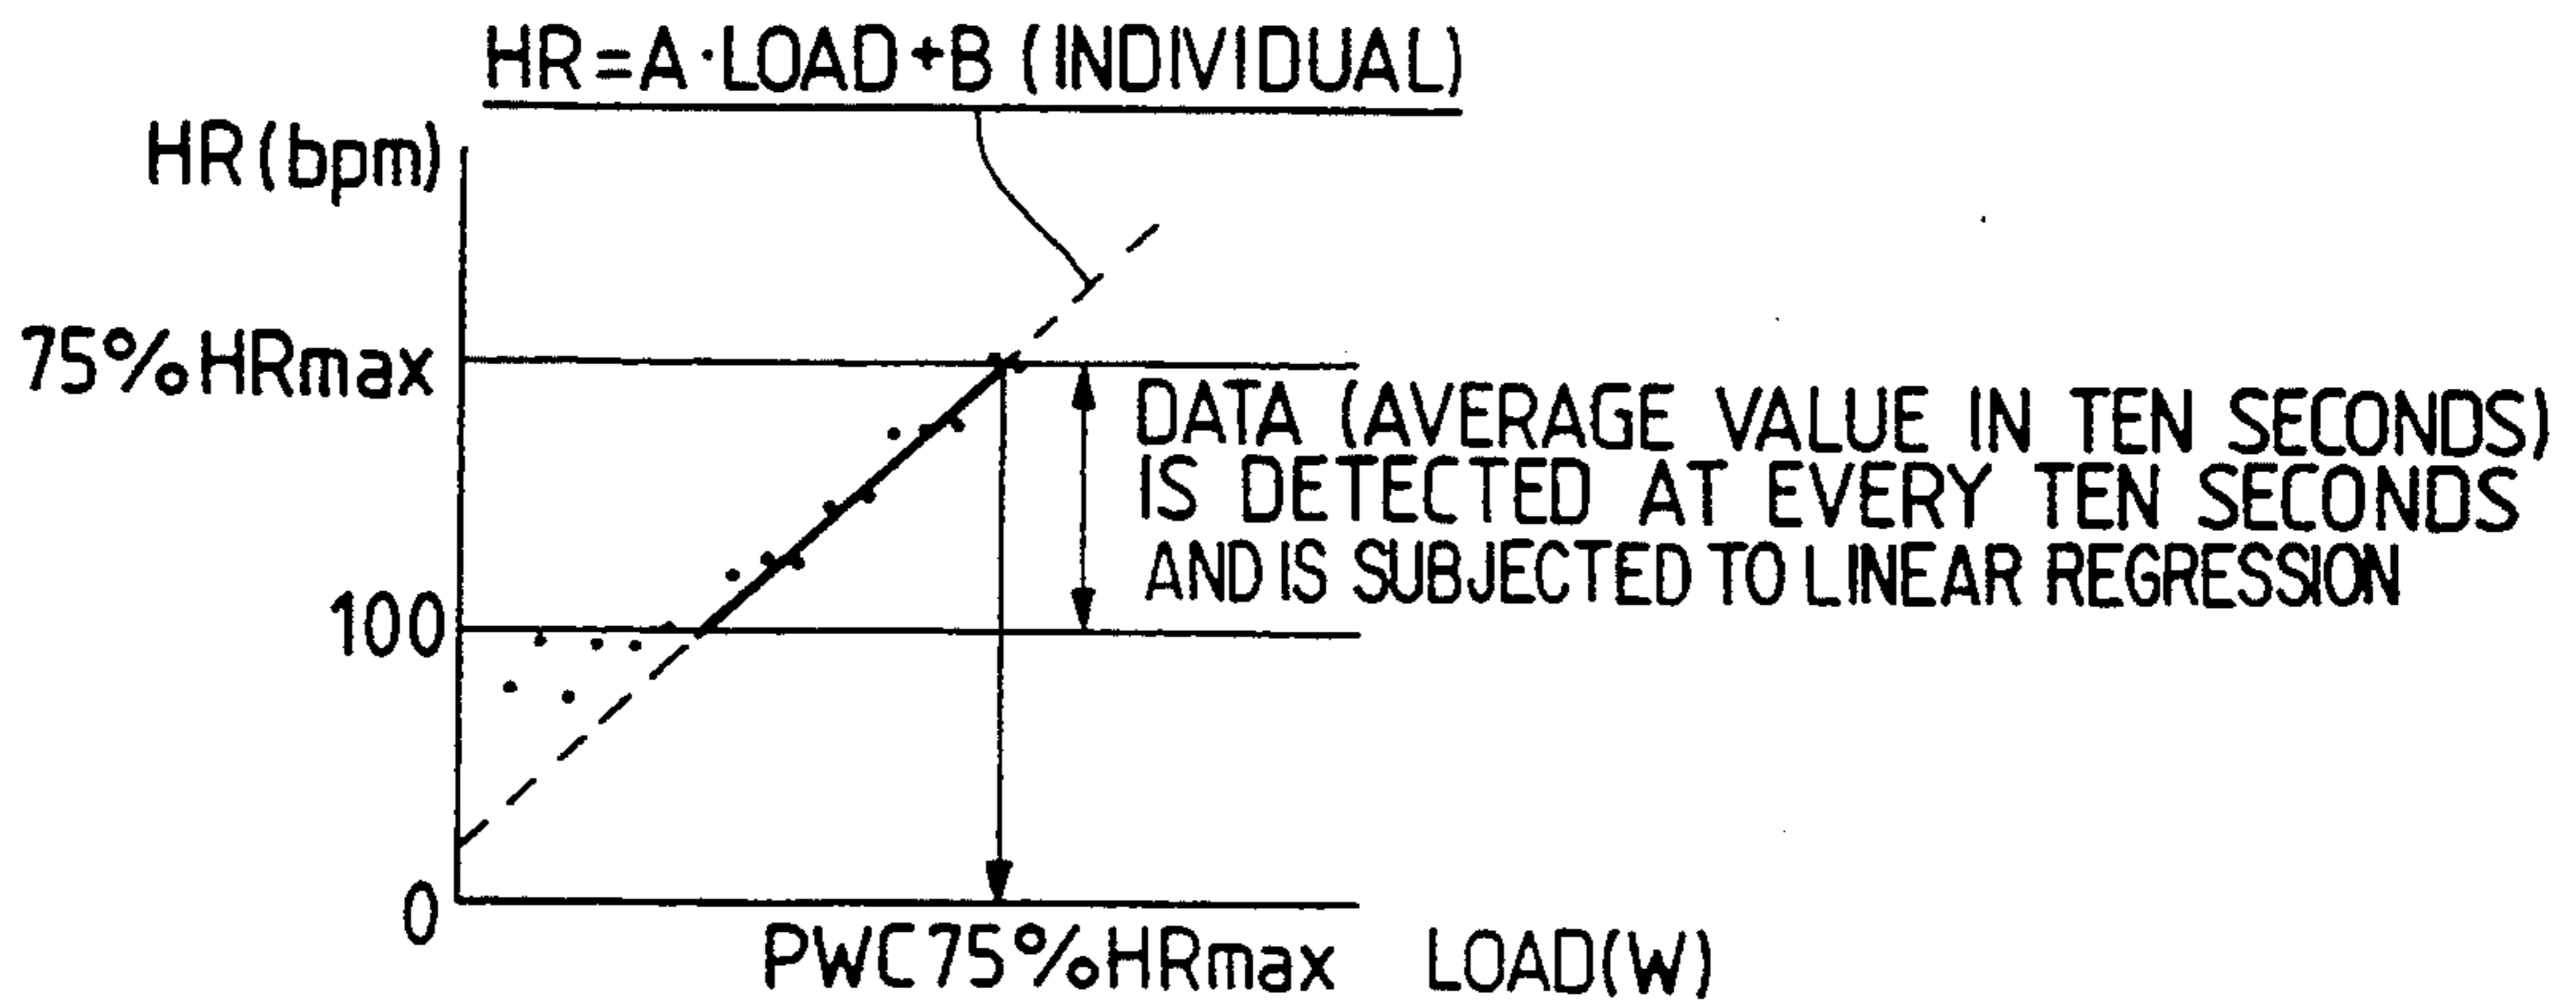 HR=A·LOAD+B (INDIVIDUAL)
HR(bpm)
75%HRmax
DATA (AVERAGE VALUE IN TEN SECONDS)
IS DETECTED AT EVERY TEN SECONDS
AND IS SUBJECTED TO LINEAR REGRESSION
100
0
PWC75%HRmax LOAD(W)